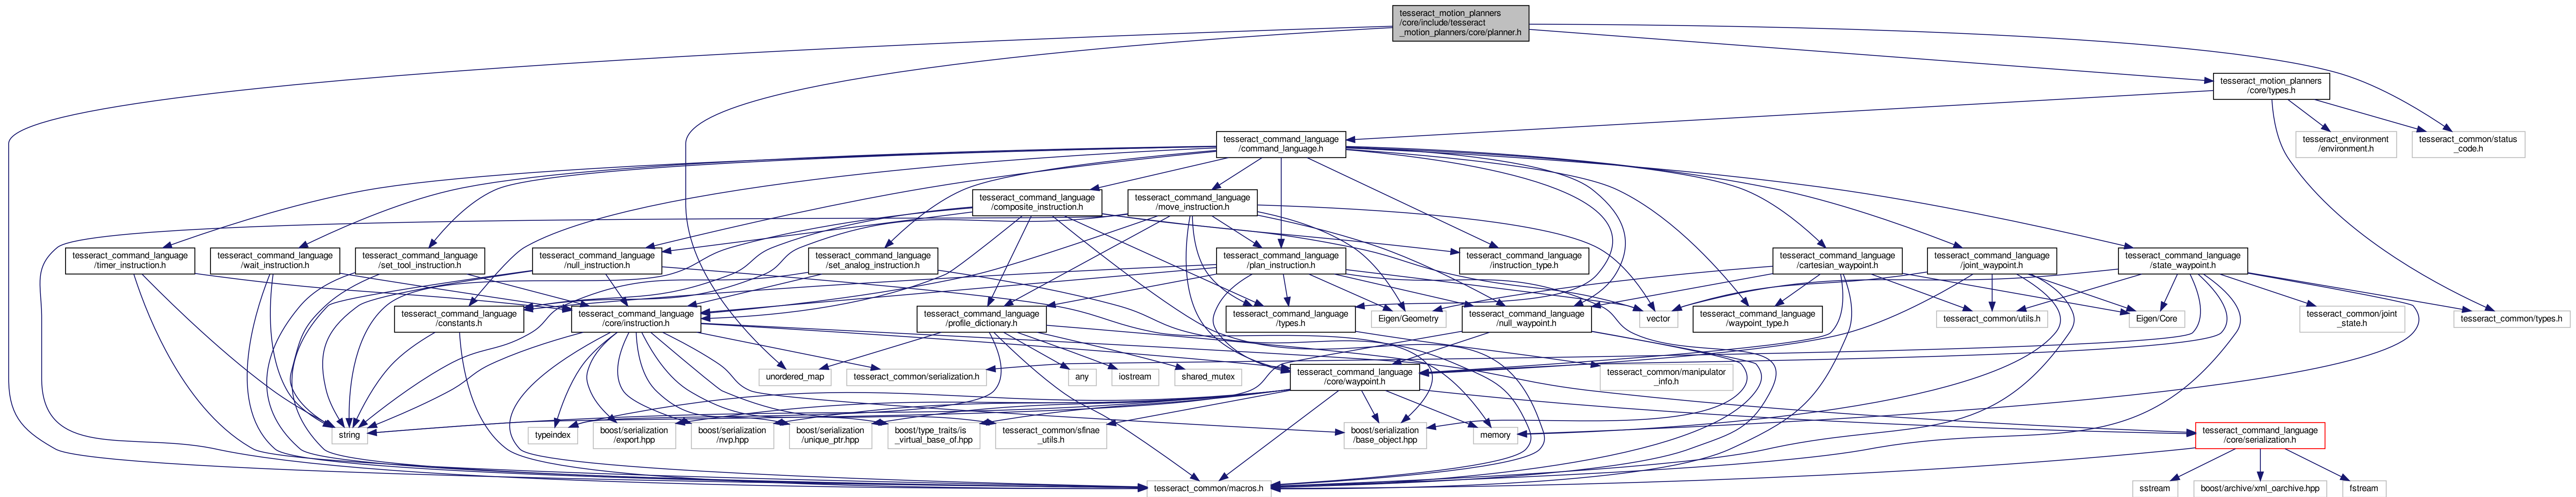 tesseract_motion_planners
/core/include/tesseract
_motion_planners/core/planner.h
tesseract_motion_planners
/core/types.h
tesseract_command_language
/command_language.h
tesseract_environment
/environment.h
tesseract_common/status
_code.h
tesseract_command_language
/composite_instruction.h
tesseract_command_language
/move_instruction.h
tesseract_command_language
/timer_instruction.h
tesseract_command_language
/wait_instruction.h
tesseract_command_language
/set_tool_instruction.h
tesseract_command_language
/null_instruction.h
tesseract_command_language
/set_analog_instruction.h
tesseract_command_language
/plan_instruction.h
tesseract_command_language
/instruction_type.h
tesseract_command_language
/cartesian_waypoint.h
tesseract_command_language
/joint_waypoint.h
tesseract_command_language
/state_waypoint.h
tesseract_command_language
/constants.h
tesseract_command_language
/core/instruction.h
tesseract_command_language
/profile_dictionary.h
tesseract_command_language
/types.h
Eigen/Geometry
tesseract_command_language
/null_waypoint.h
vector
tesseract_command_language
/waypoint_type.h
tesseract_common/utils.h
Eigen/Core
tesseract_common/joint
_state.h
tesseract_common/types.h
unordered_map
tesseract_common/serialization.h
any
iostream
shared_mutex
tesseract_command_language
/core/waypoint.h
tesseract_common/manipulator
_info.h
string
typeindex
boost/serialization
/export.hpp
boost/serialization
/nvp.hpp
boost/serialization
/unique_ptr.hpp
boost/type_traits/is
_virtual_base_of.hpp
tesseract_common/sfinae
_utils.h
boost/serialization
/base_object.hpp
memory
tesseract_command_language
/core/serialization.h
tesseract_common/macros.h
sstream
boost/archive/xml_oarchive.hpp
fstream